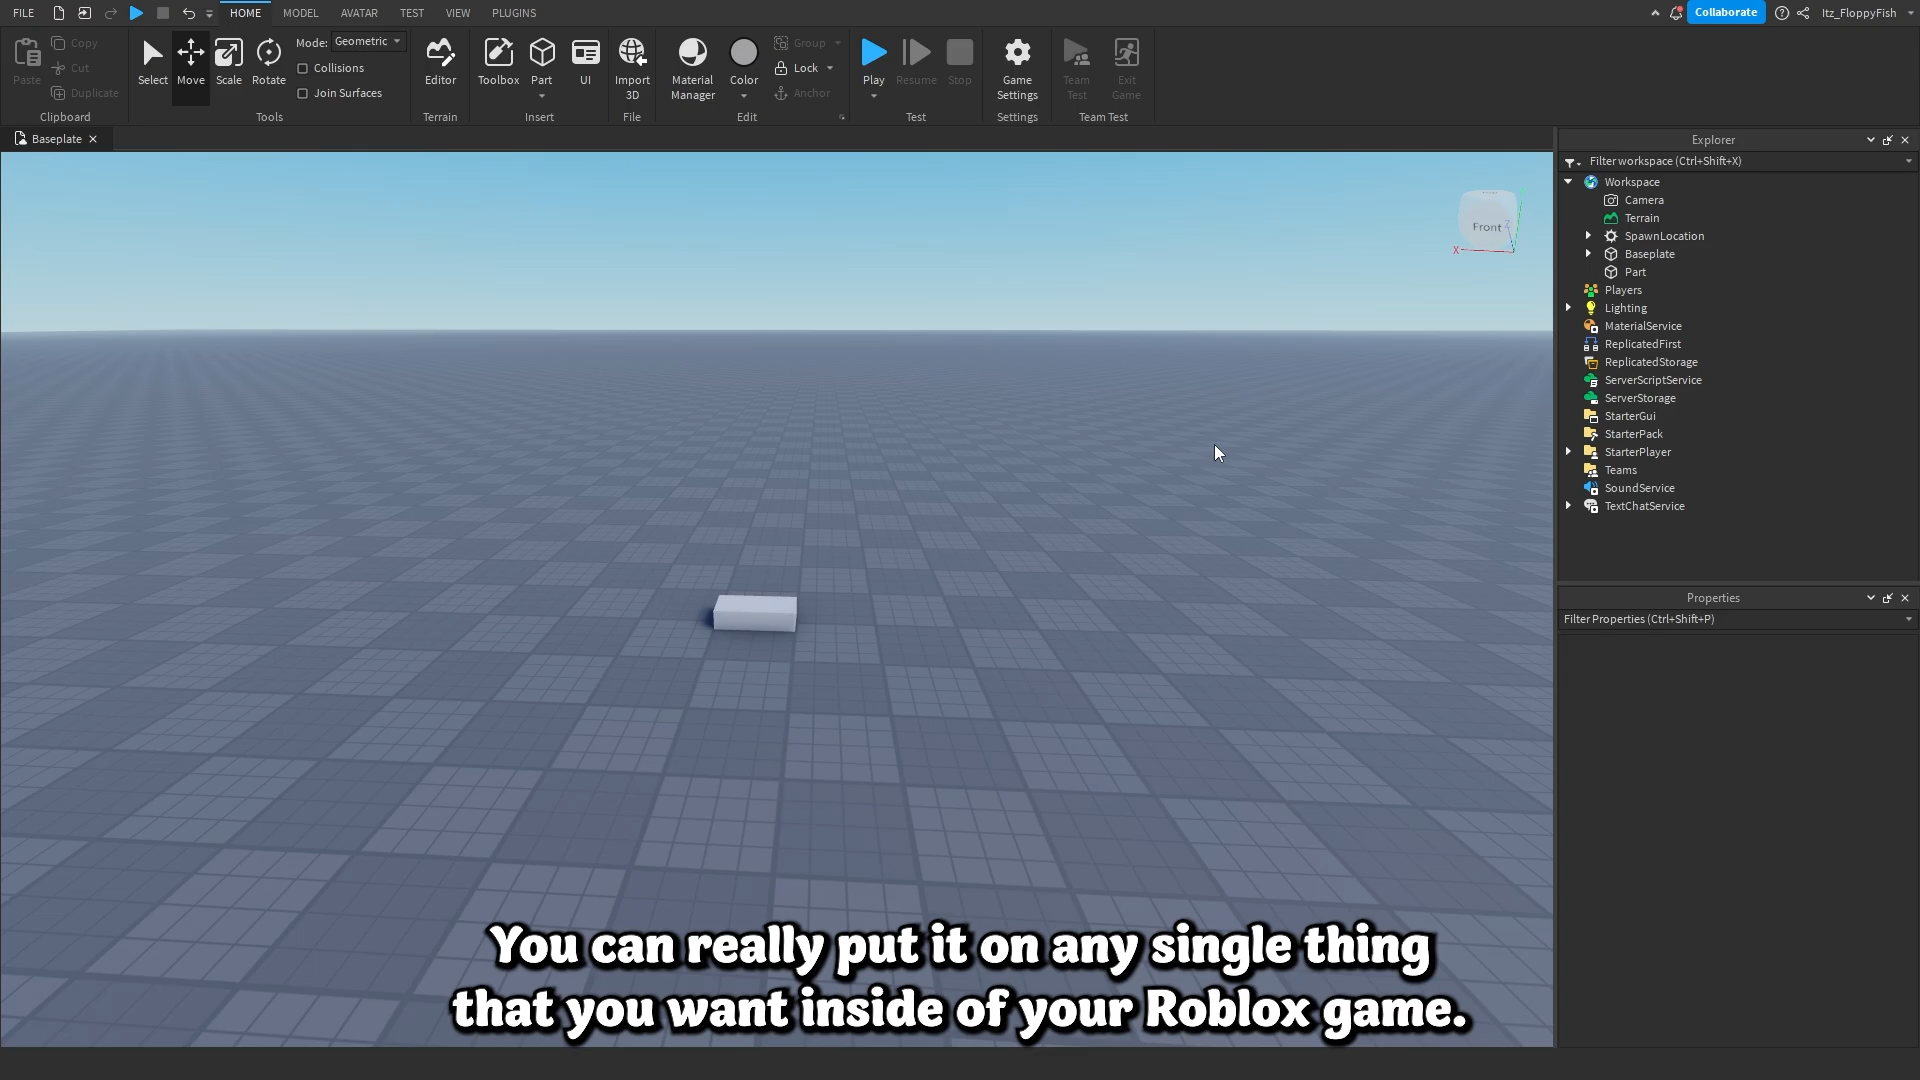 FILE
HOME
MODEL
AVATAR
TEST
VIEW
PLUGINS
Collaborate
Itz_FloppyFish
Paste
Copy
Cut
Duplicate
Clipboard
Select
Move
Scale
Rotate
Mode: Geometric
Collisions
Join Surfaces
Tools
Editor
Terrain
Toolbox
Part
UI
Insert
Import
3D
File
Material
Manager
Color
Group
Lock
Anchor
Edit
Play
Resume
Stop
Test
Game
Settings
Settings
Team
Test
Exit
Game
Team Test
Baseplate
Front
X
Z
Explorer
Filter workspace (Ctrl+Shift+X)
Workspace
Camera
Terrain
SpawnLocation
Baseplate
Part
Players
Lighting
MaterialService
ReplicatedFirst
ReplicatedStorage
ServerScriptService
ServerStorage
StarterGui
StarterPack
StarterPlayer
Teams
SoundService
TextChatService
Properties
Filter Properties (Ctrl+Shift+P)
You can really put it on any single thing
that you want inside of your Roblox game.